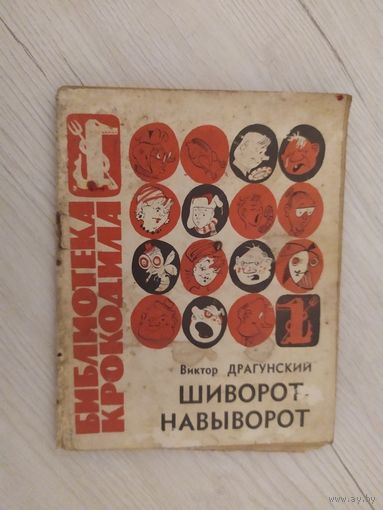 БИБЛИОТЕКА
КРОКОДИЛА
Виктор ДРАГУНСКИЙ
ШИВОРОТ-
НАВЫВОРОТ
www.ay.by